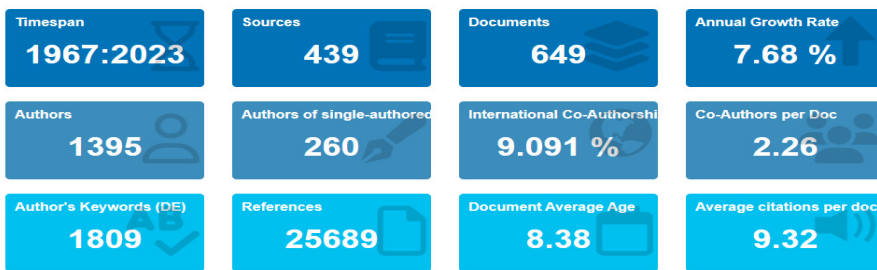 Timespan
1967:2023
Sources
439
Documents
649
Annual Growth Rate
7.68 %
Authors
1395
Authors of single-authored
260
International Co-Authorshi
9.091 %
Co-Authors per Doc
2.26
Author's Keywords (DE)
1809
References
25689
Document Average Age
8.38
Average citations per doc
9.32
AB